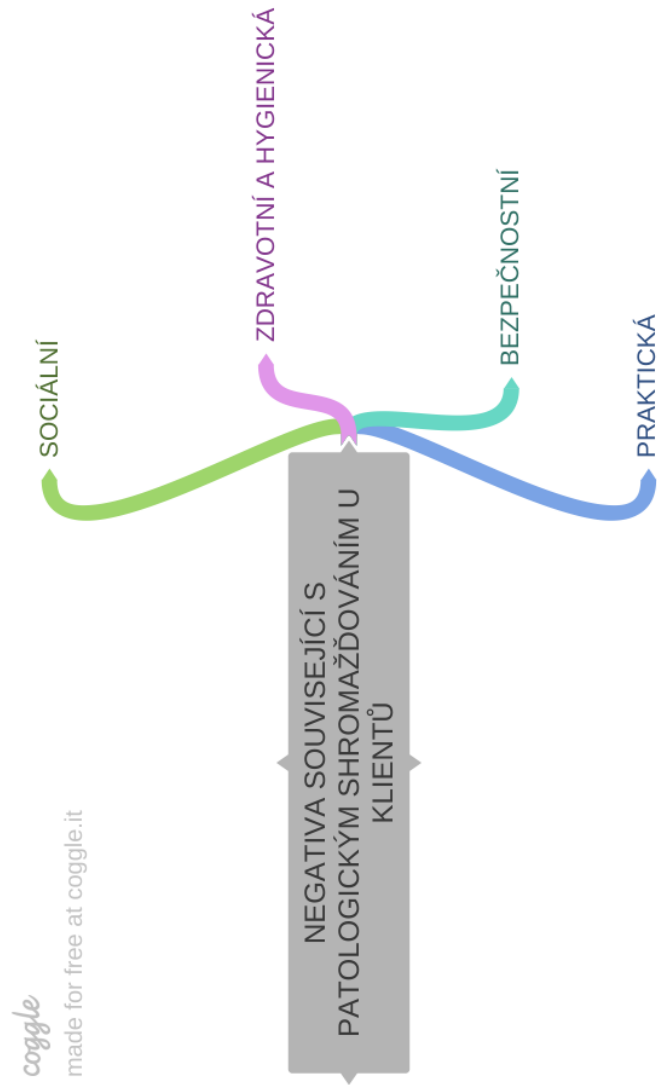 coggle
made for free at coggle.it
NEGATIVA SOUVISEJÍCÍ S
PATOLOGICKÝM SHROMAŽĎOVÁNÍM U
KLIENTŮ
SOCIÁLNÍ
ZDRAVOTNÍ A HYGIENICKÁ
BEZPEČNOSTNÍ
PRAKTICKÁ